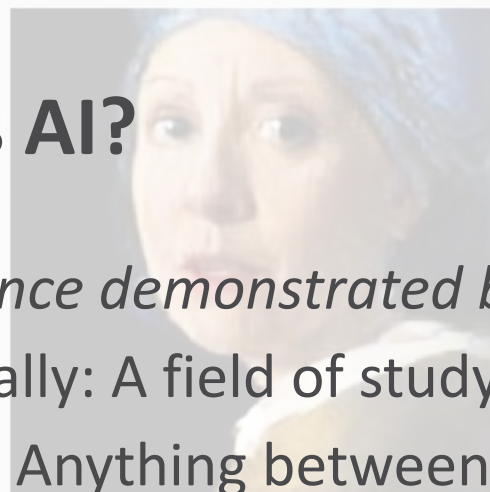 AI?
nce demonstrated b
ally: A field of study
Anything between